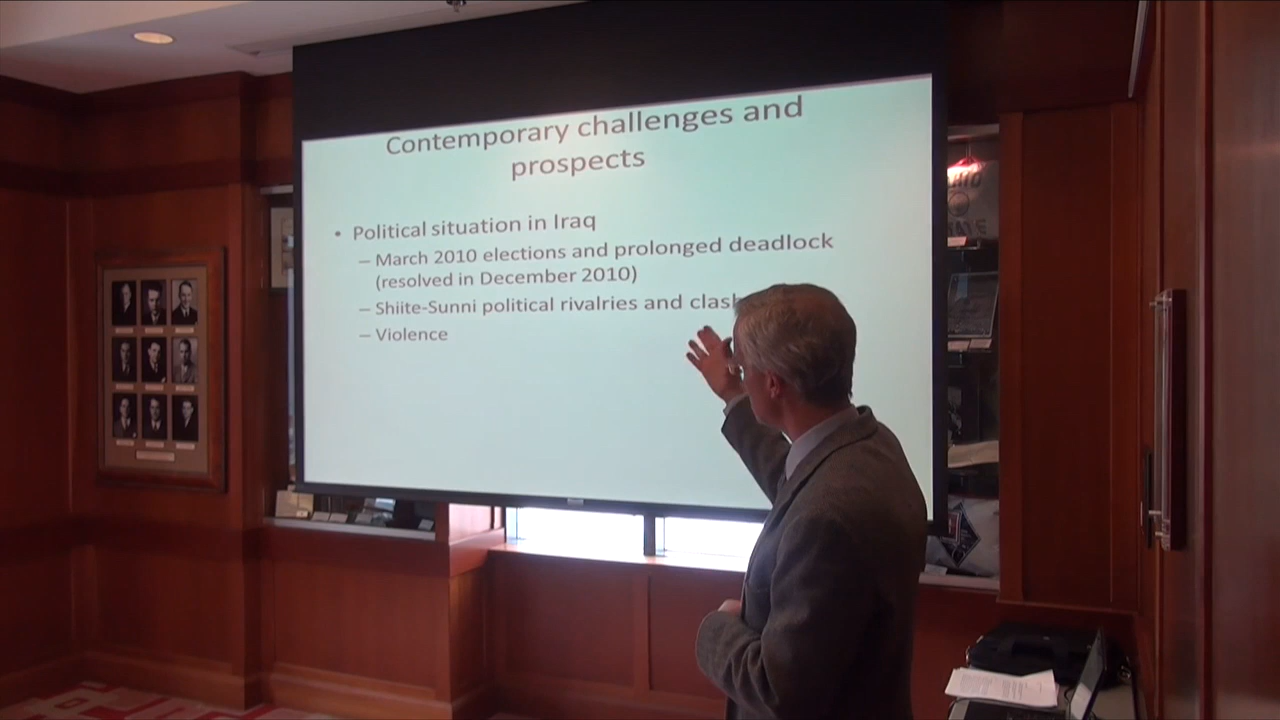 Contemporary challenges and
prospects
• Political situation in Iraq
– March 2010 elections and prolonged deadlock
(resolved in December 2010)
– Shiite-Sunni political rivalries and
– Violence